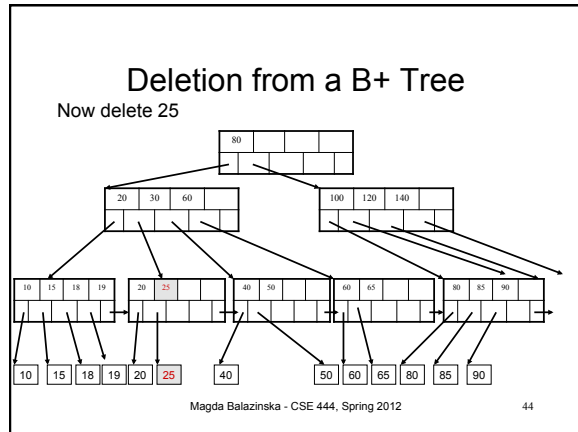 Deletion from a B+ Tree
Now delete 25
80
20 30 60
100 120 140
10 15 18 19
20 25
40 50
60 65
80 85 90
10 15 18 19 20 25 40 50 60 65 80 85 90
Magda Balazinska - CSE 444, Spring 2012 44